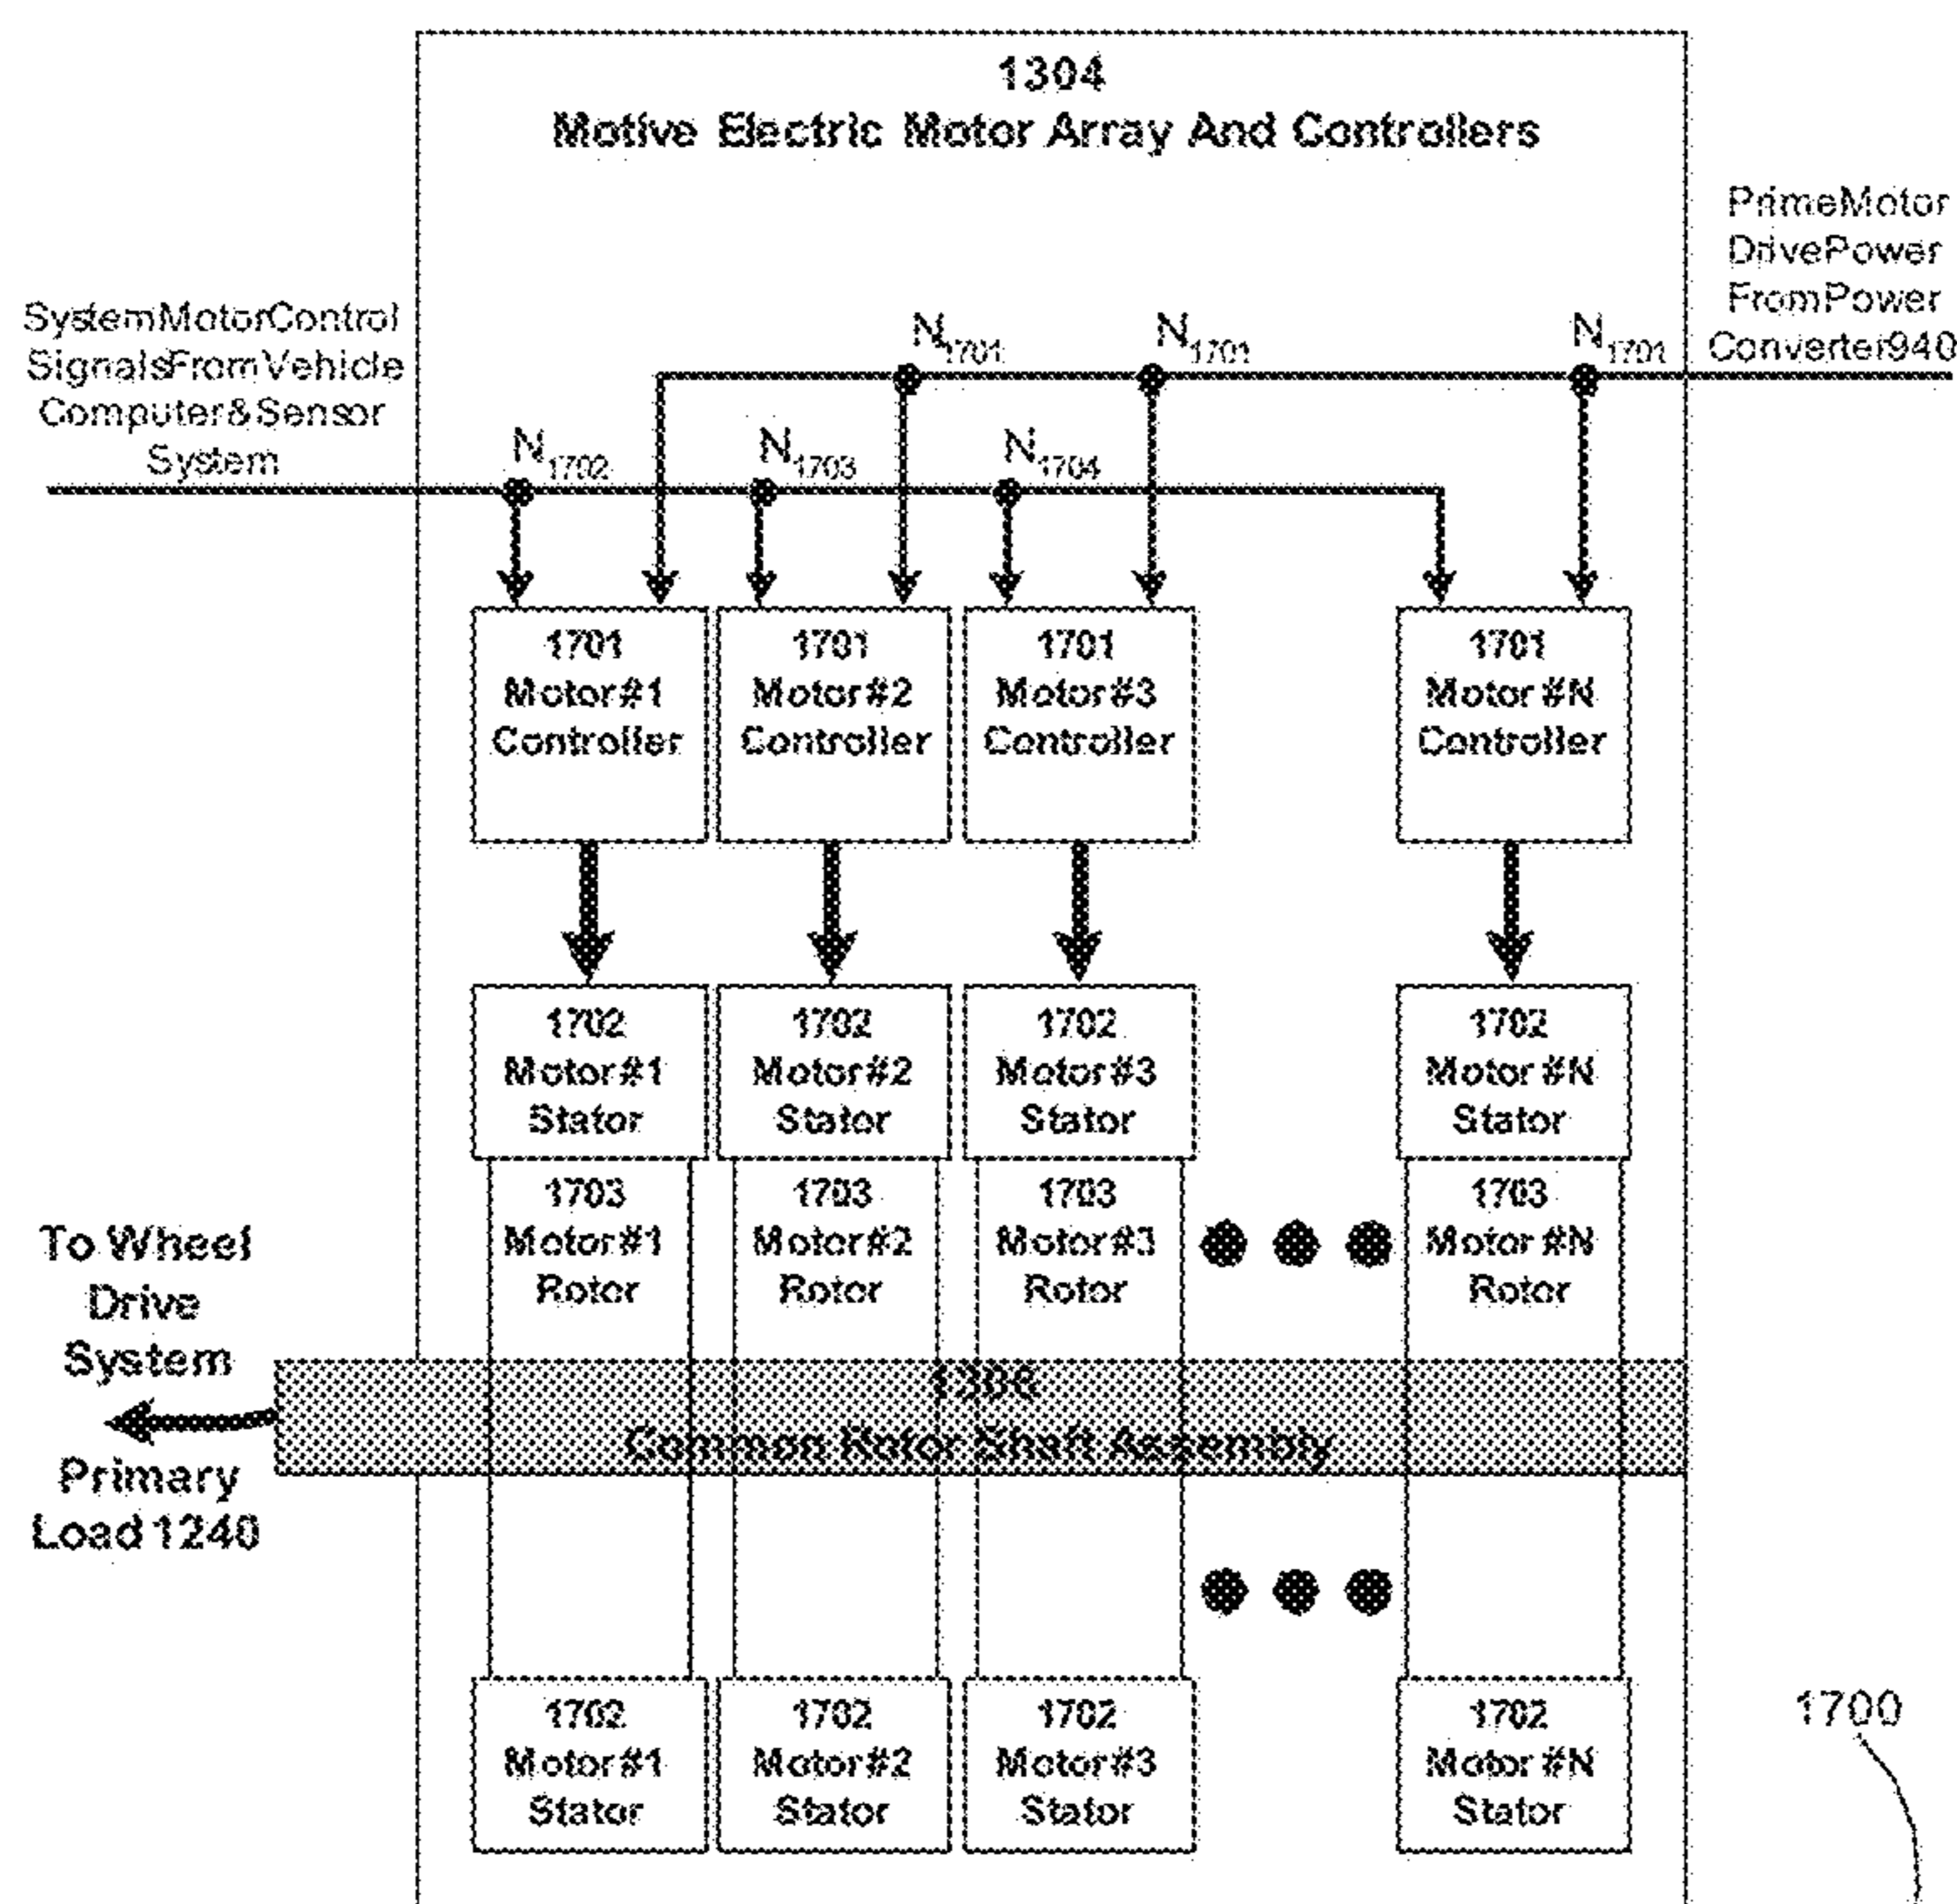 1304
Motive Electric Motor Array And Controllers
PrimeMotor
DrivePower
FromPower
Converter940
SystemMotorControl
SignalsFromVehicle
Computer&Sensor
System
N1701
N1701
N1701
N1702
N1703
N1704
1701
Motor#1
Controller
1701
Motor#2
Controller
1701
Motor#3
Controller
1701
Motor#N
Controller
1702
Motor#1
Stator
1702
Motor#2
Stator
1702
Motor#3
Stator
1702
Motor#N
Stator
1703
Motor#1
Rotor
1703
Motor#2
Rotor
1703
Motor#3
Rotor
1703
Motor#N
Rotor
To Wheel
Drive
System
1306
Common Rotor Shaft Assembly
Primary
Load 1240
1702
Motor#1
Stator
1702
Motor#2
Stator
1702
Motor#3
Stator
1702
Motor#N
Stator
1700